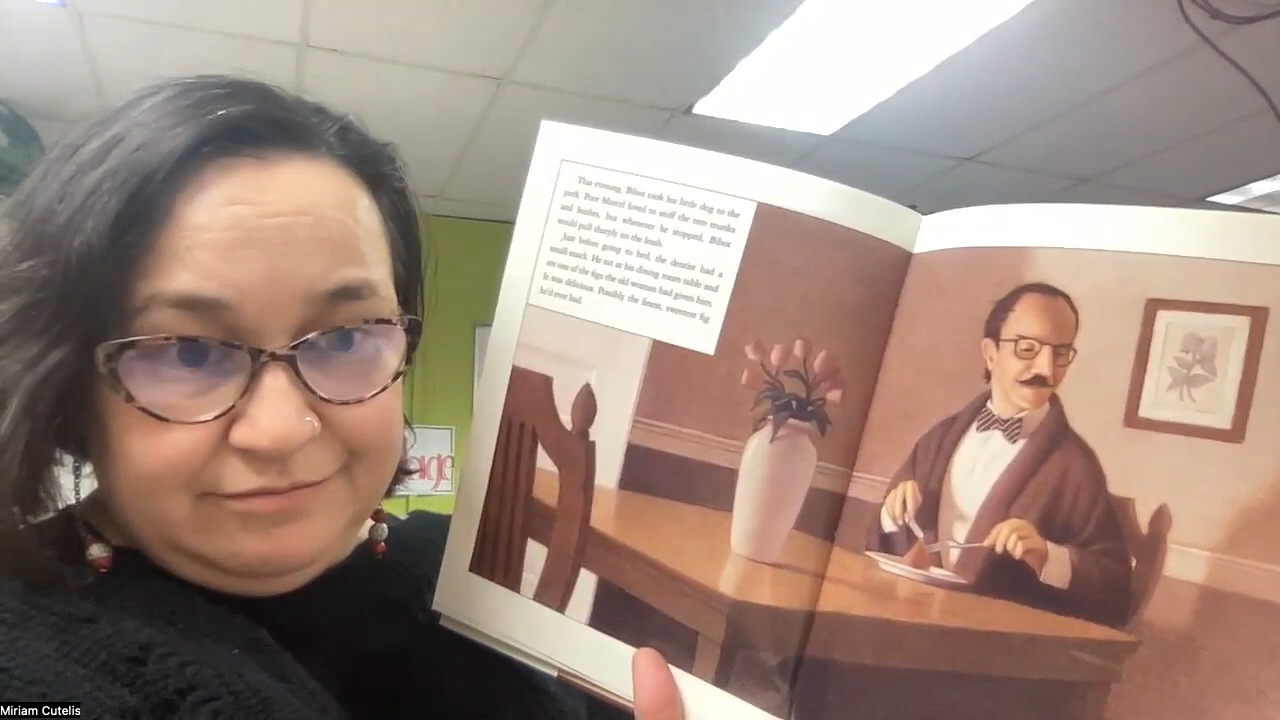 That evening, Bibot took his little dog to the
park. Poor Marcel loved to sniff the tree trunks
and bushes, but whenever he stopped, Bibot
would pull sharply on the leash.
Just before going to bed, the dentist had a
small snack. He sat at his dining room table and
ate one of the figs the old woman had given him.
It was delicious. Possibly the finest, sweetest fig
he'd ever had.
age
Miriam Cutelis